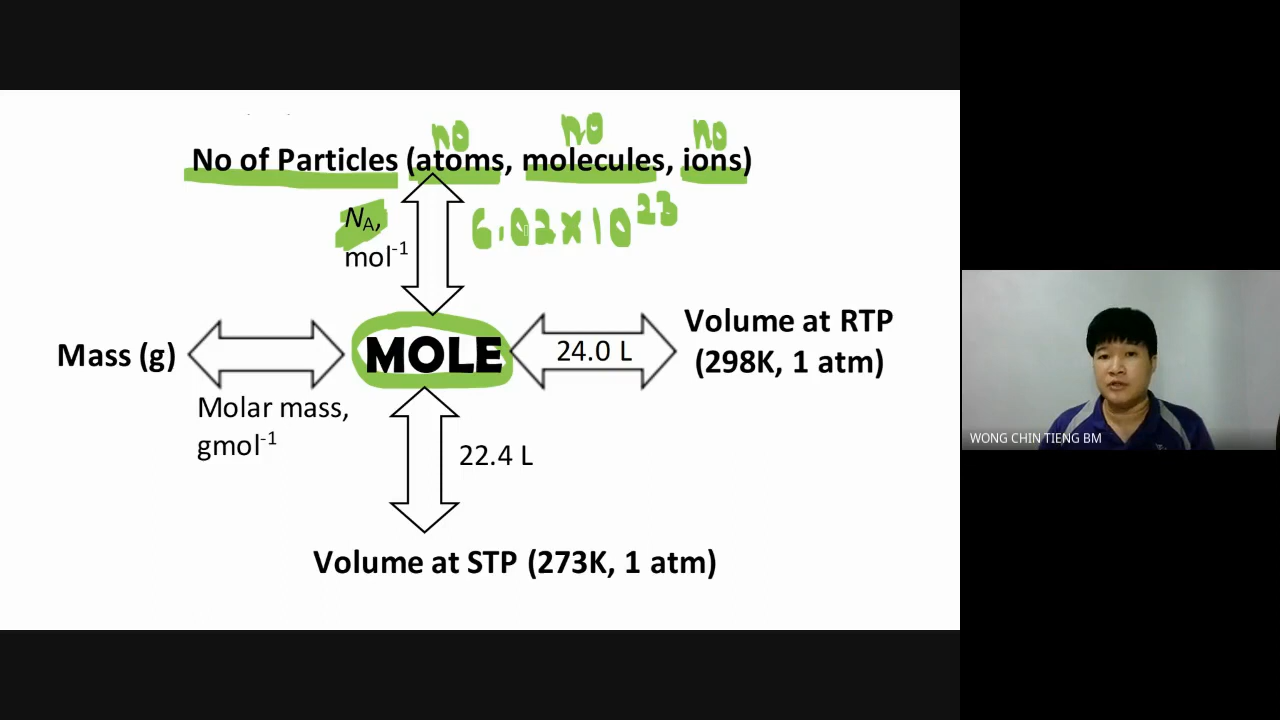 no no no
No of Particles (atoms, molecules, ions)
N_A, 6.02x10^23
mol^-1
Volume at RTP
(298K, 1 atm)
Mass (g) MOLE 24.0 L
Molar mass,
gmol^-1
22.4 L
Volume at STP (273K, 1 atm)
WONG CHIN TIENG BM